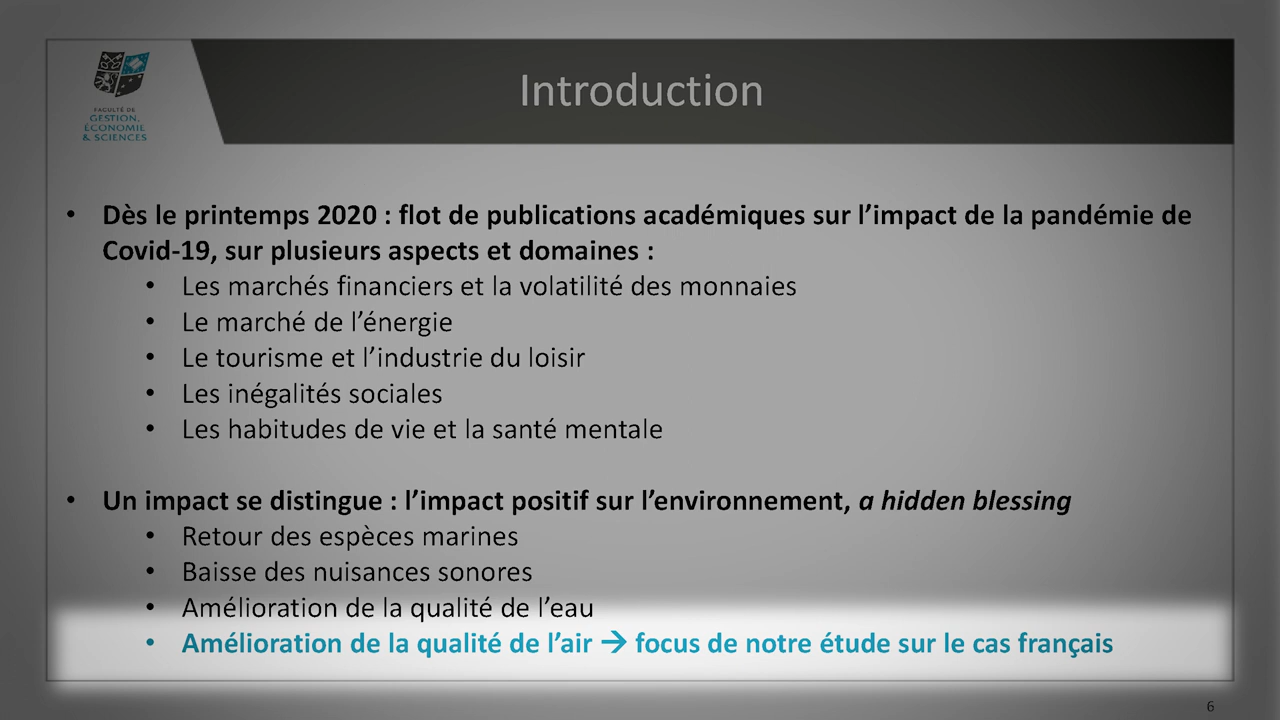 Introduction
FACULTÉ DE
GESTION,
ÉCONOMIE
& SCIENCES
• Dès le printemps 2020 : flot de publications académiques sur l’impact de la pandémie de
Covid-19, sur plusieurs aspects et domaines :
• Les marchés financiers et la volatilité des monnaies
• Le marché de l’énergie
• Le tourisme et l’industrie du loisir
• Les inégalités sociales
• Les habitudes de vie et la santé mentale
• Un impact se distingue : l’impact positif sur l’environnement, a hidden blessing
• Retour des espèces marines
• Baisse des nuisances sonores
• Amélioration de la qualité de l’eau
• Amélioration de la qualité de l’air → focus de notre étude sur le cas français
6